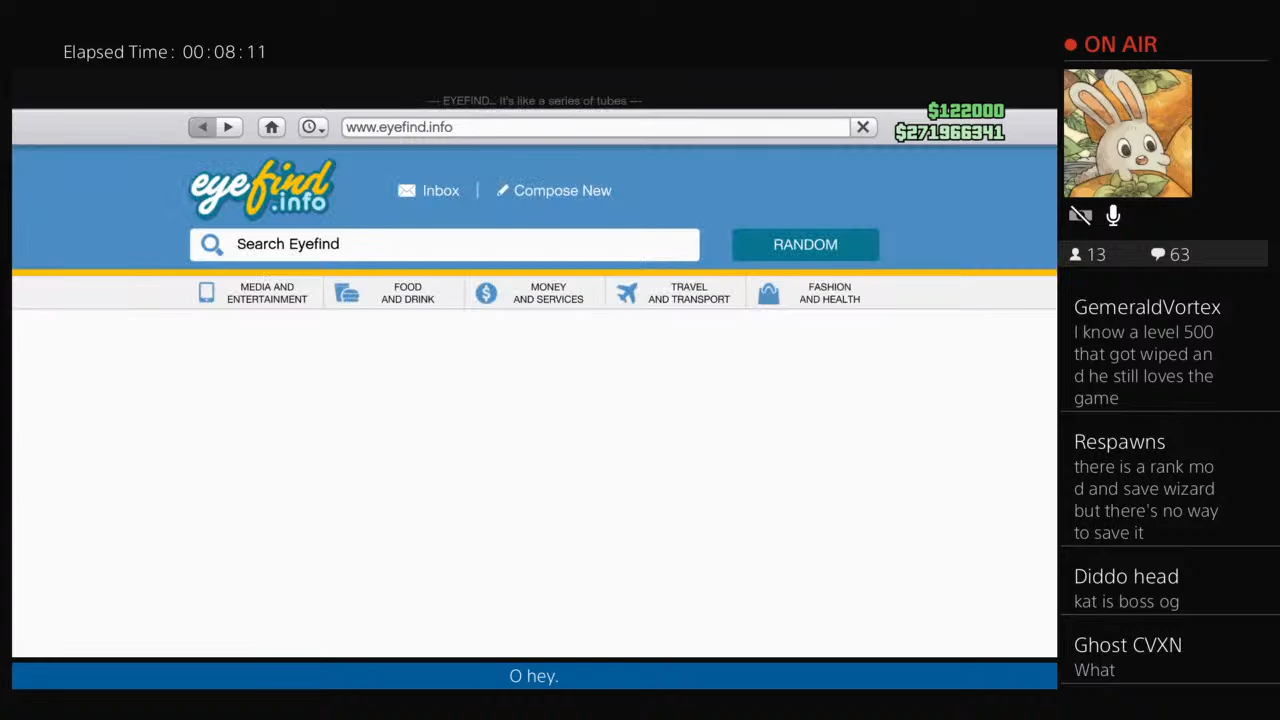 Elapsed Time: 00:08:11
ON AIR
— EYEFIND... It's like a series of tubes —
www.eyefind.info
$122000
$271966341
eyefind
.info
Inbox | Compose New
Search Eyefind
RANDOM
MEDIA AND
ENTERTAINMENT
FOOD
AND DRINK
MONEY
AND SERVICES
TRAVEL
AND TRANSPORT
FASHION
AND HEALTH
13
63
GemeraldVortex
I know a level 500
that got wiped an
d he still loves the
game
Respawns
there is a rank mo
d and save wizard
but there's no way
to save it
Diddo head
kat is boss og
Ghost CVXN
What
O hey.